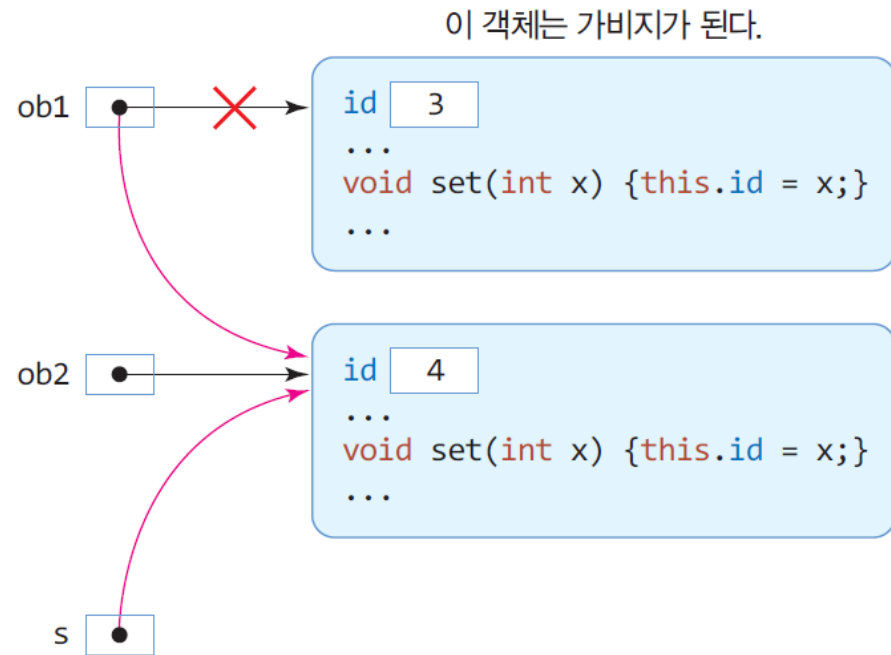 이 객체는 가비지가 된다.
ob1
id 3
...
void set(int x) {this.id = x;}
...
ob2
id 4
...
void set(int x) {this.id = x;}
...
s